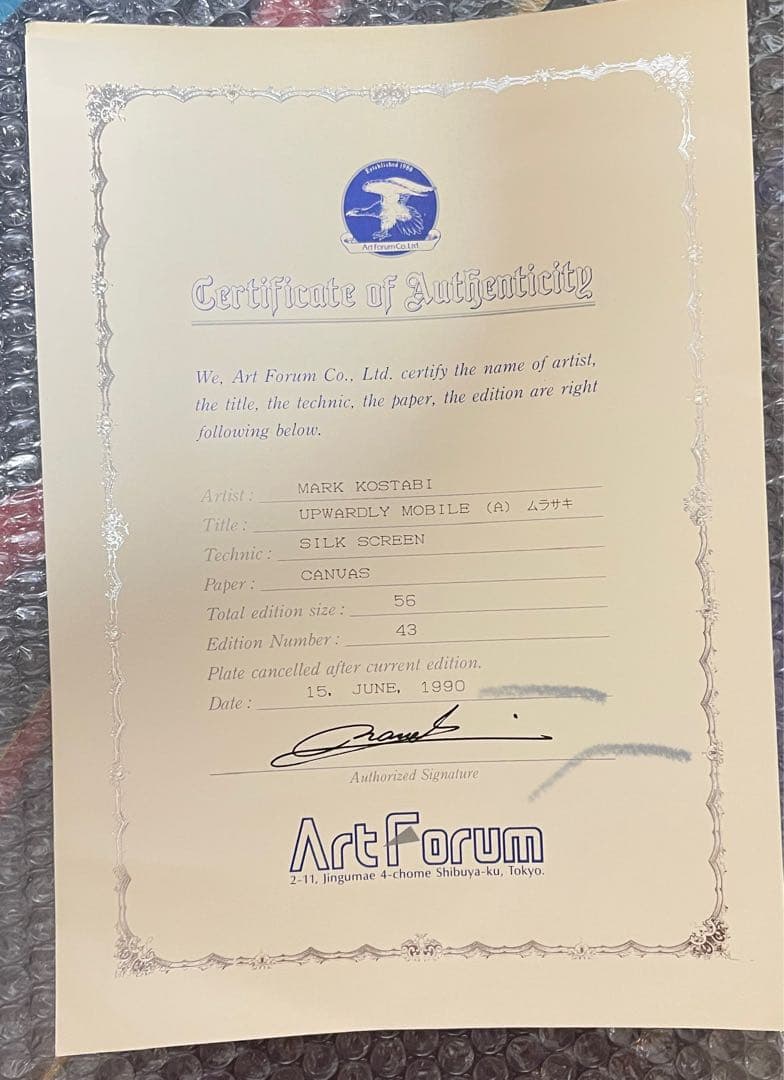 Established 1988
Art Forum Co., Ltd.
Certificate of Authenticity
We, Art Forum Co., Ltd. certify the name of artist,
the title, the technic, the paper, the edition are right
following below.
Artist : MARK KOSTABI
Title : UPWARDLY MOBILE (A) ムラサキ
Technic : SILK SCREEN
Paper : CANVAS
Total edition size : 56
Edition Number : 43
Plate cancelled after current edition.
Date : 15. JUNE, 1990
Authorized Signature
Art Forum
2-11, Jingumae 4-chome Shibuya-ku, Tokyo.